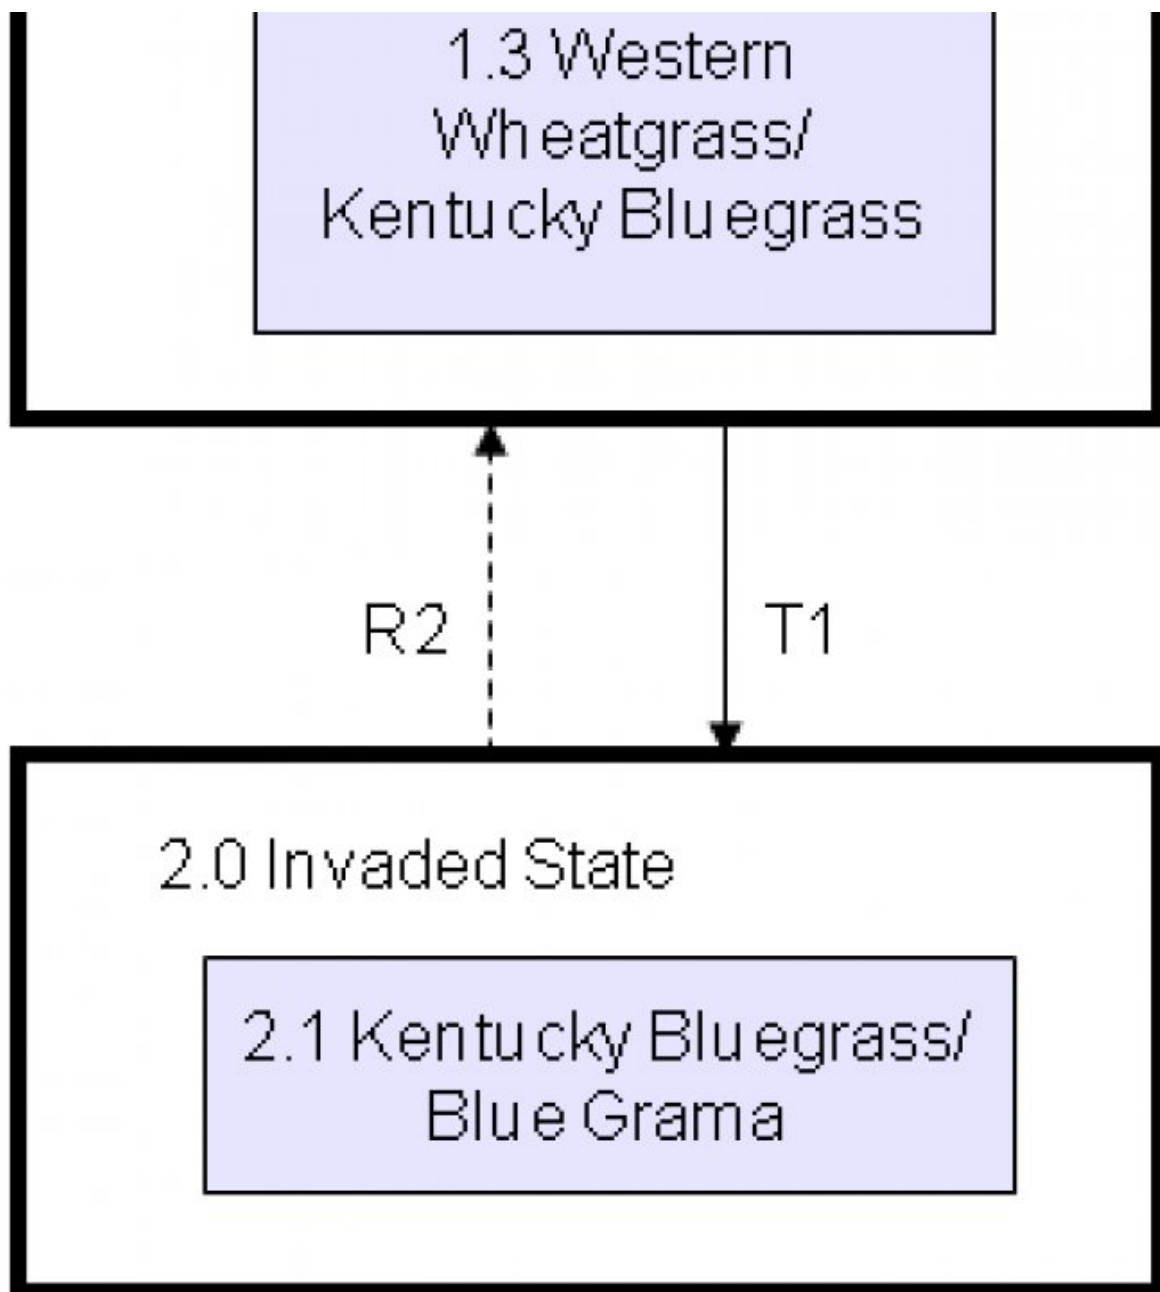 1.3 Western
Wheatgrass/
Kentucky Bluegrass
R2
T1
2.0 Invaded State
2.1 Kentucky Bluegrass/
Blue Grama